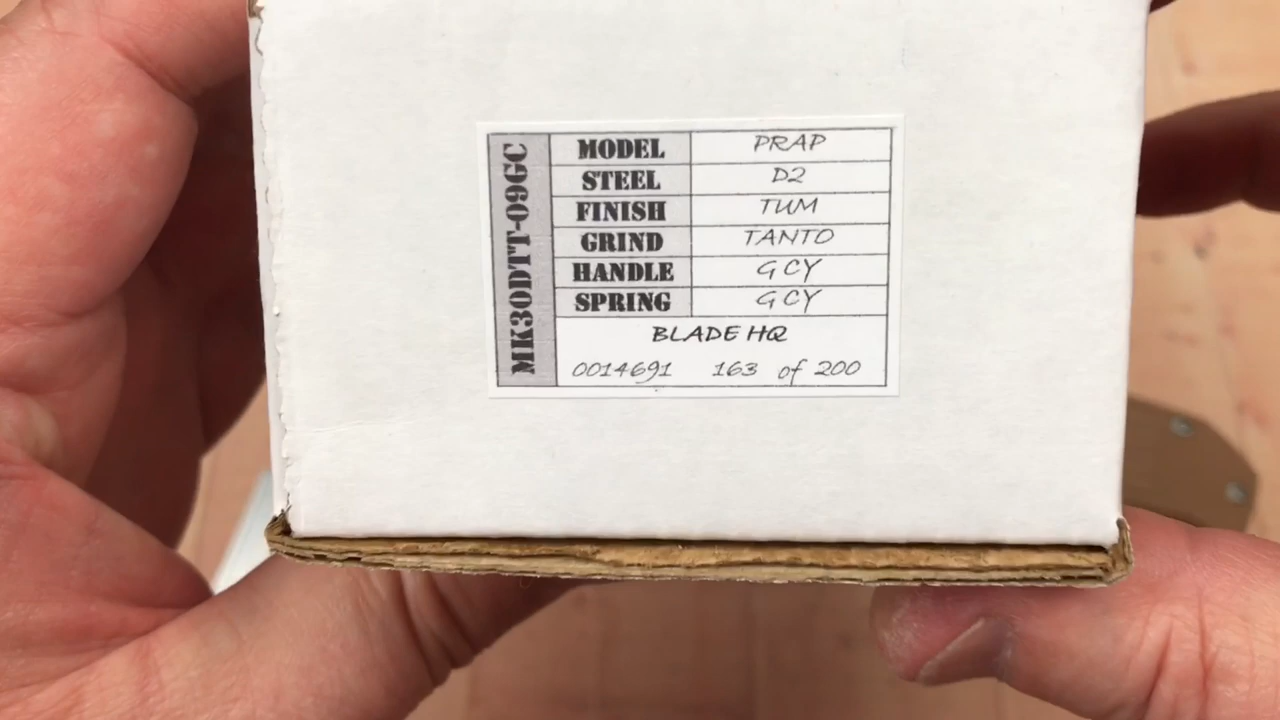 MK30DTT-09GC
MODEL PRAP
STEEL D2
FINISH TUM
GRIND TANTO
HANDLE GCY
SPRING GCY
BLADE HQ
0014691 163 of 200